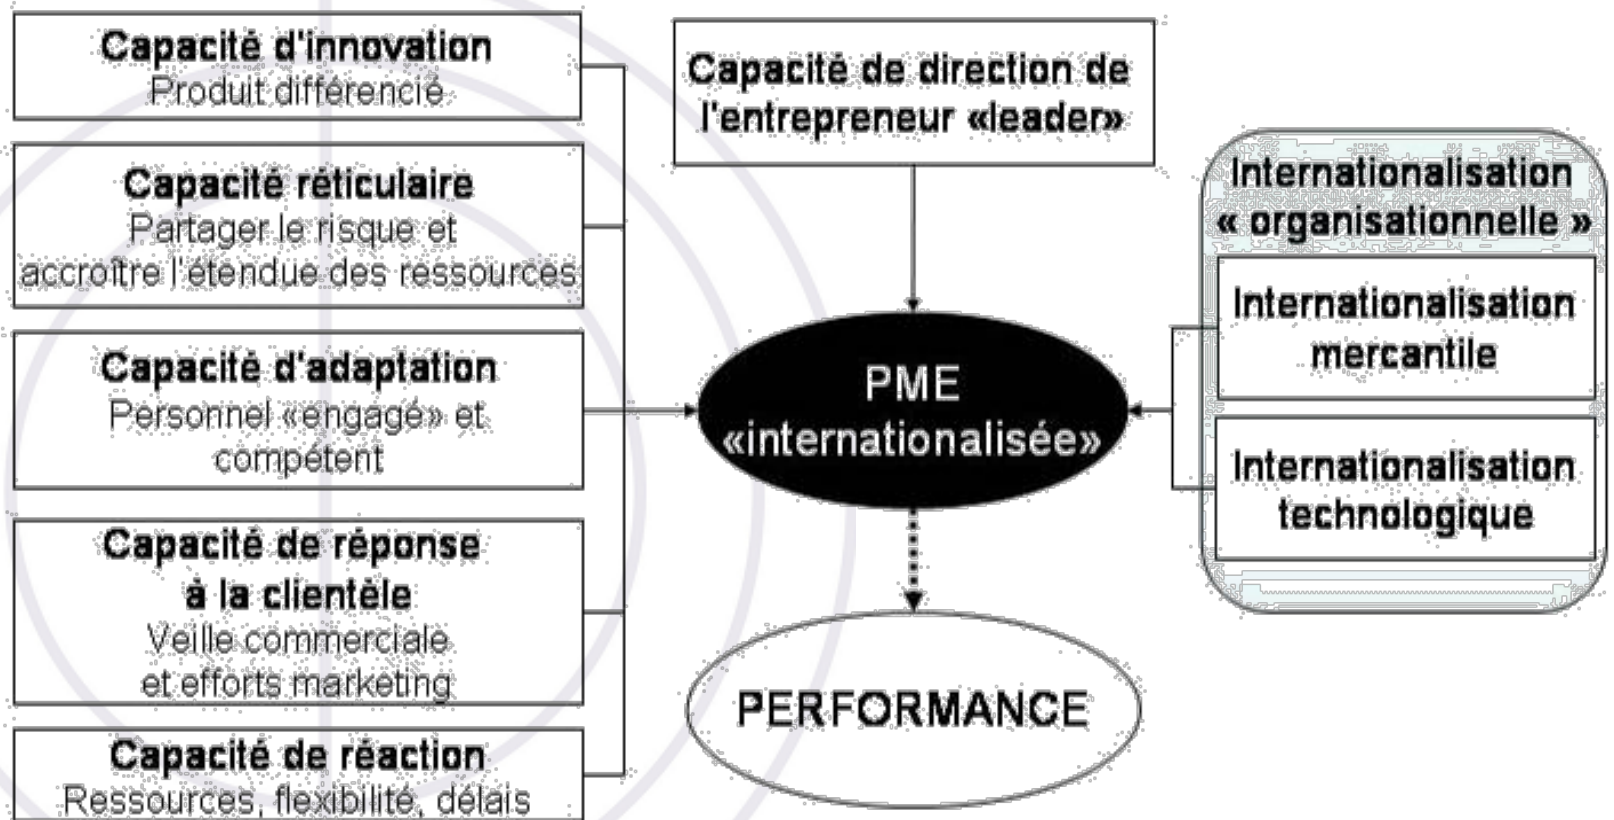 Capacité d'innovation
Produit différencié
Capacité réticulaire
Partager le risque et
accroître l'étendue des ressources
Capacité d'adaptation
Personnel «engagé» et
compétent
Capacité de réponse
à la clientèle
Veille commerciale
et efforts marketing
Capacité de réaction
Ressources, flexibilité, délais
Capacité de direction de
l'entrepreneur «leader»
PME
«internationalisée»
PERFORMANCE
Internationalisation
« organisationnelle »
Internationalisation
mercantile
Internationalisation
technologique